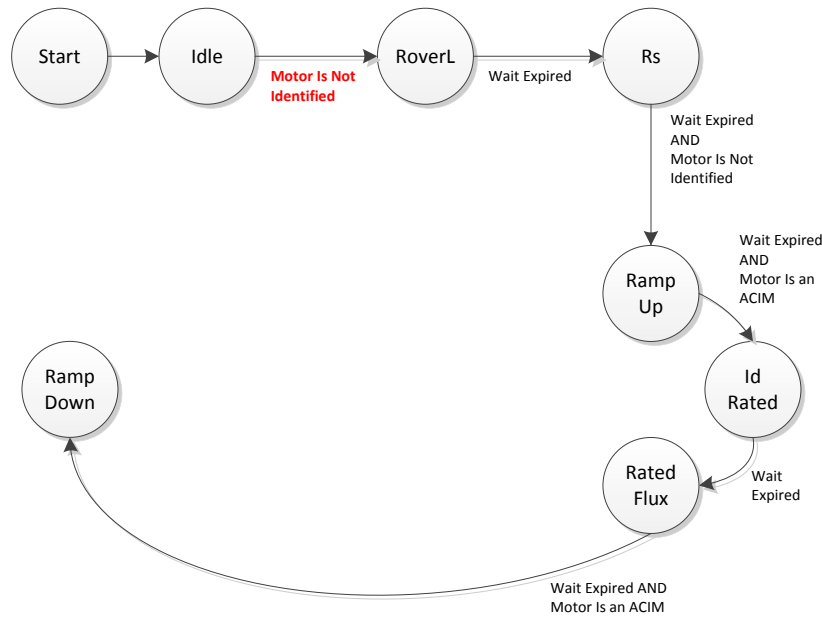 Start
Idle
Motor Is Not
Identified
RoverL
Wait Expired
Rs
Wait Expired
AND
Motor Is Not
Identified
Ramp
Up
Wait Expired
AND
Motor Is an
ACIM
Id
Rated
Wait
Expired
Rated
Flux
Wait Expired AND
Motor Is an ACIM
Ramp
Down